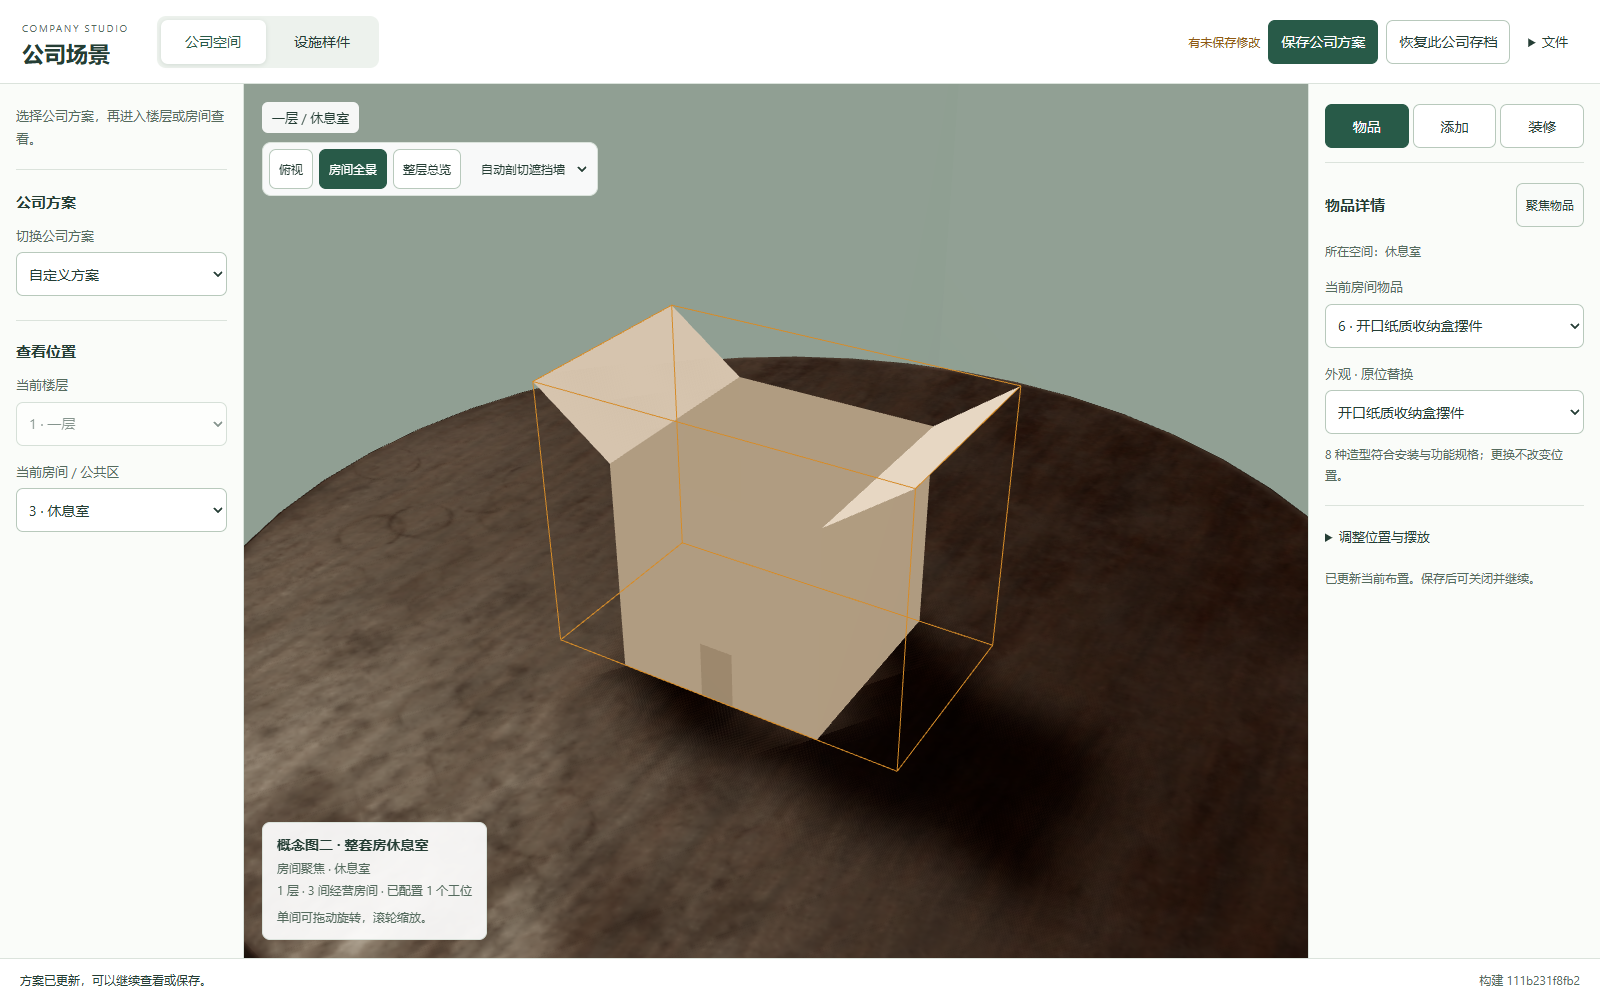 COMPANY STUDIO
公司场景
公司空间
设施样件
有未保存修改
保存公司方案
恢复此公司存档
文件
选择公司方案，再进入楼层或房间查
看。
公司方案
切换公司方案
自定义方案
查看位置
当前楼层
1 · 一层
当前房间 / 公共区
3 · 休息室
一层 / 休息室
俯视
房间全景
整层总览
自动剖切遮挡墙
概念图二 · 整套房休息室
房间聚焦 · 休息室
1 层 · 3 间经营房间 · 已配置 1 个工位
单间可拖动旋转，滚轮缩放。
物品
添加
装修
物品详情
聚焦物品
所在空间：休息室
当前房间物品
6 · 开口纸质收纳盒摆件
外观 · 原位替换
开口纸质收纳盒摆件
8 种造型符合安装与功能规格；更换不改变位
置。
调整位置与摆放
已更新当前布置。保存后可关闭并继续。
方案已更新，可以继续查看或保存。
构建 111b231f8fb2